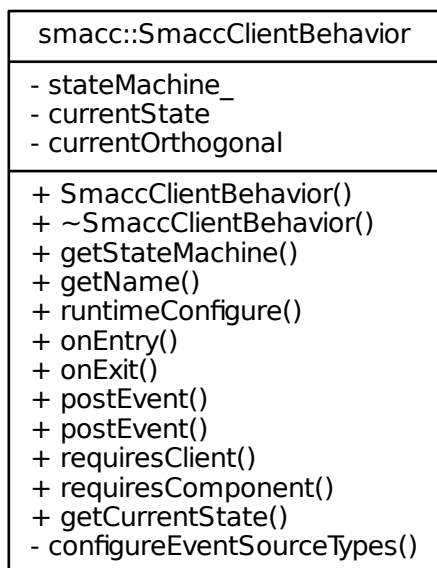 smacc::SmaccClientBehavior
- stateMachine_
- currentState
- currentOrthogonal
+ SmaccClientBehavior()
+ ~SmaccClientBehavior()
+ getStateMachine()
+ getName()
+ runtimeConfigure()
+ onEntry()
+ onExit()
+ postEvent()
+ postEvent()
+ requiresClient()
+ requiresComponent()
+ getCurrentState()
- configureEventSourceTypes()